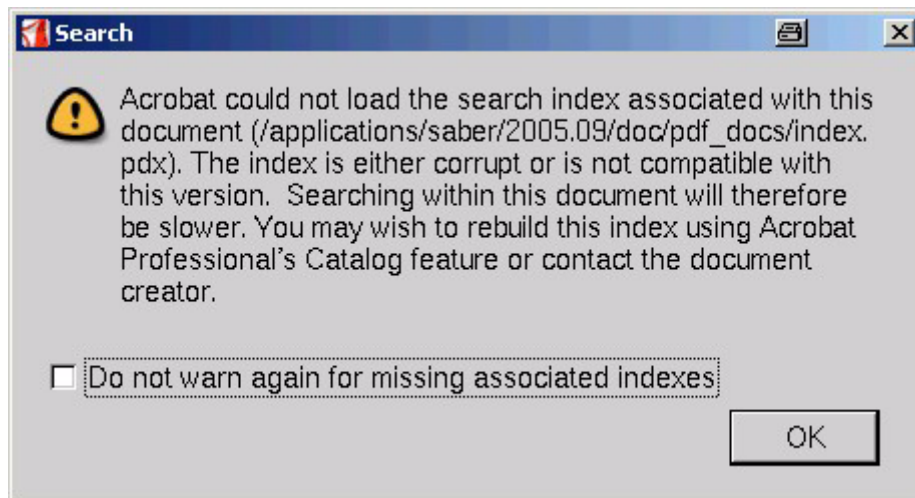 Search
Acrobat could not load the search index associated with this
document (/applications/saber/2005.09/doc/pdf_docs/index.
pdx). The index is either corrupt or is not compatible with
this version.  Searching within this document will therefore
be slower. You may wish to rebuild this index using Acrobat
Professional's Catalog feature or contact the document
creator.
Do not warn again for missing associated indexes
OK